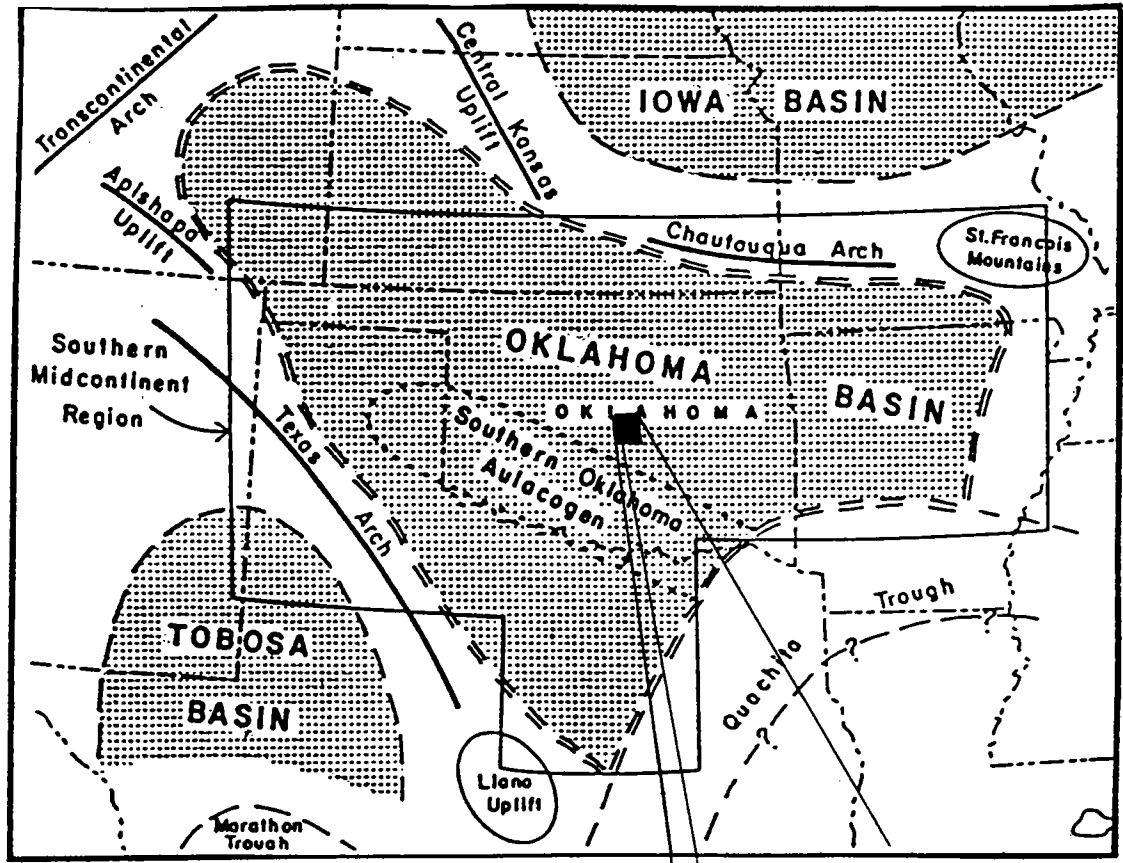 Transcontinental
Arch
Central Kansas
Uplift
IOWA BASIN
Apishapa
Uplift
Chautauqua Arch
St. Francois
Mountains
Southern
Midcontinent
Region
OKLAHOMA
BASIN
OKLAHOMA
Southern Oklahoma
Aulacogen
Texas Arch
TOBOSA
BASIN
Quachita Trough
?
?
?
Llano
Uplift
Marathon
Trough